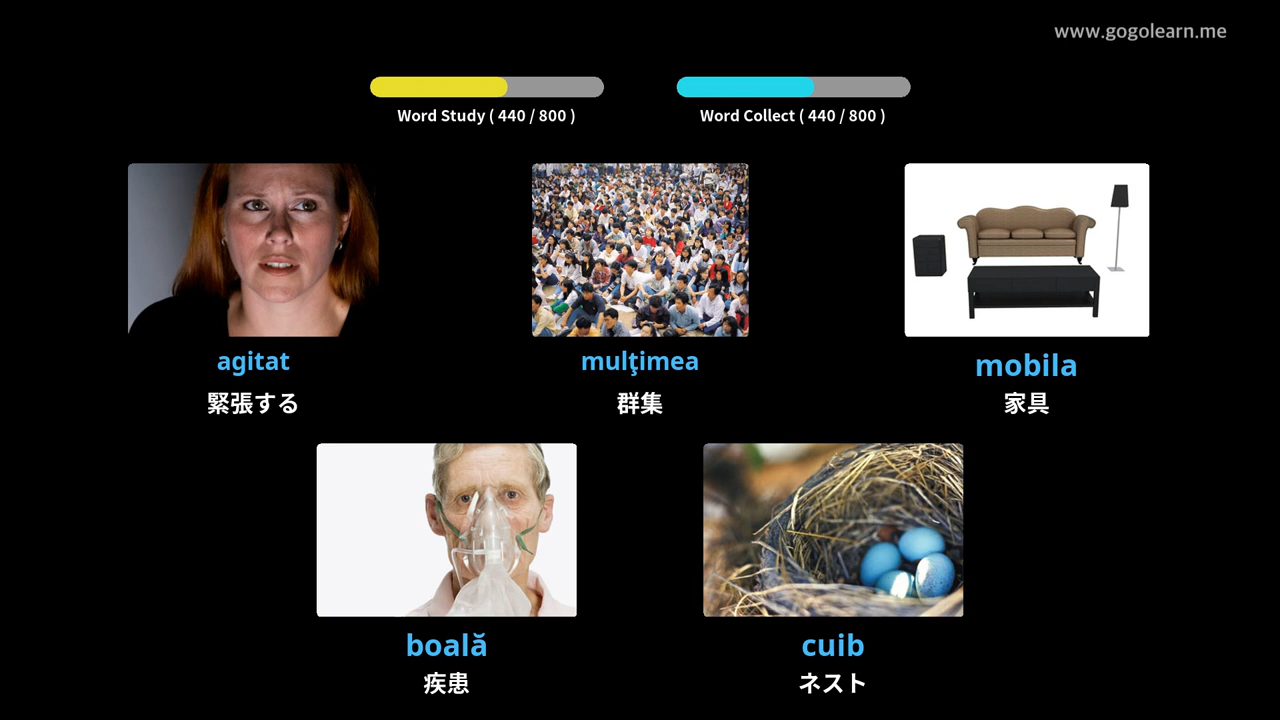 www.gogolearn.me
Word Study ( 440 / 800 )
Word Collect ( 440 / 800 )
agitat
mulţimea
mobila
緊張する
群集
家具
boală
cuib
疾患
ネスト